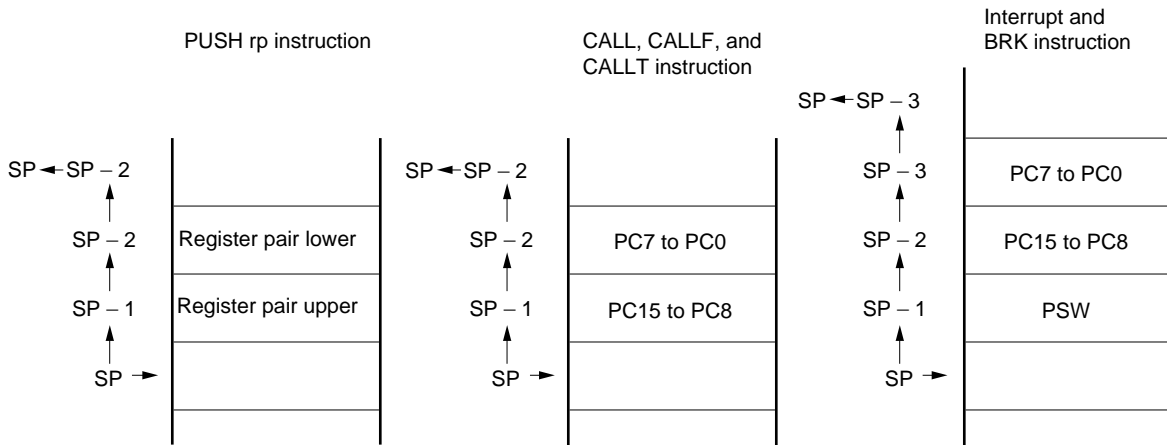 PUSH rp instruction
SP ← SP – 2
SP – 2
SP – 1
SP →
Register pair lower
Register pair upper
CALL, CALLF, and
CALLT instruction
SP ← SP – 2
SP – 2
SP – 1
SP →
PC7 to PC0
PC15 to PC8
Interrupt and
BRK instruction
SP ← SP – 3
SP – 3
SP – 2
SP – 1
SP →
PC7 to PC0
PC15 to PC8
PSW